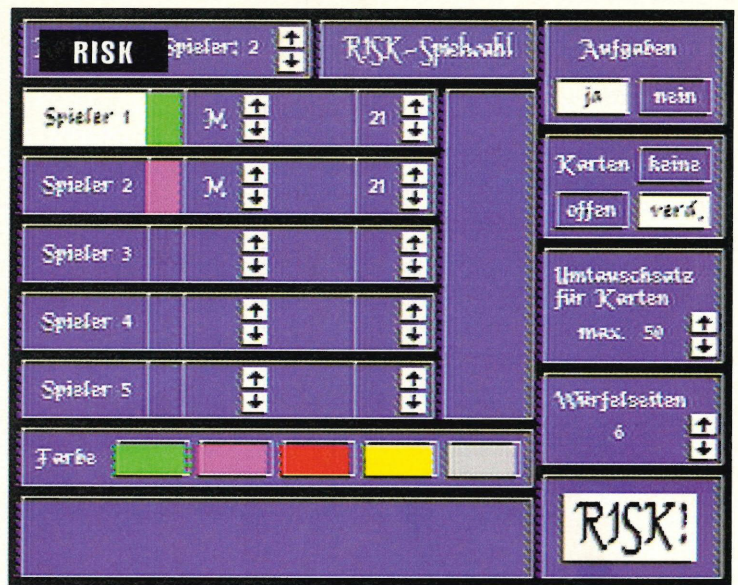 RISK Spieler: 2
RISK-Spielwahl
Spieler 1 M 21
Spieler 2 M 21
Spieler 3
Spieler 4
Spieler 5
Farbe
Aufgaben
ja nein
Karten keine
offen verd.
Umtauschsatz
für Karten
max. 50
Würfelseiten
6
RISK!